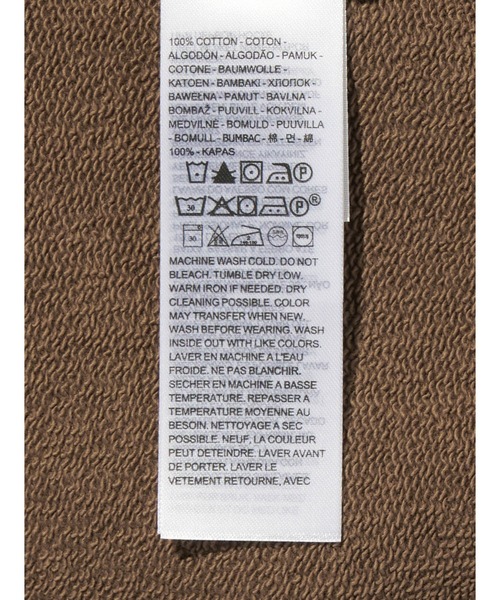 100% COTTON - COTON -
ALGODÓN - ALGODÃO - PAMUK -
COTONE - BAUMWOLLE -
KATOEN - ΒΑΜΒΑΚΙ - ХЛОПОК -
BAWEŁNA - PAMUT - BAVLNA -
BOMBAŽ - PUUVILL - KOKVILNA -
MEDVILNĖ - BOMULD - PUUVILLA
- BOMULL - BUMBAC - 棉 - 면 - 綿
100% - KAPAS
P
30 P®
30
MACHINE WASH COLD. DO NOT
BLEACH. TUMBLE DRY LOW.
WARM IRON IF NEEDED. DRY
CLEANING POSSIBLE. COLOR
MAY TRANSFER WHEN NEW.
WASH BEFORE WEARING. WASH
INSIDE OUT WITH LIKE COLORS.
LAVER EN MACHINE A L'EAU
FROIDE. NE PAS BLANCHIR.
SECHER EN MACHINE A BASSE
TEMPERATURE. REPASSER A
TEMPERATURE MOYENNE AU
BESOIN. NETTOYAGE A SEC
POSSIBLE. NEUF, LA COULEUR
PEUT DETEINDRE. LAVER AVANT
DE PORTER. LAVER LE
VETEMENT RETOURNE, AVEC